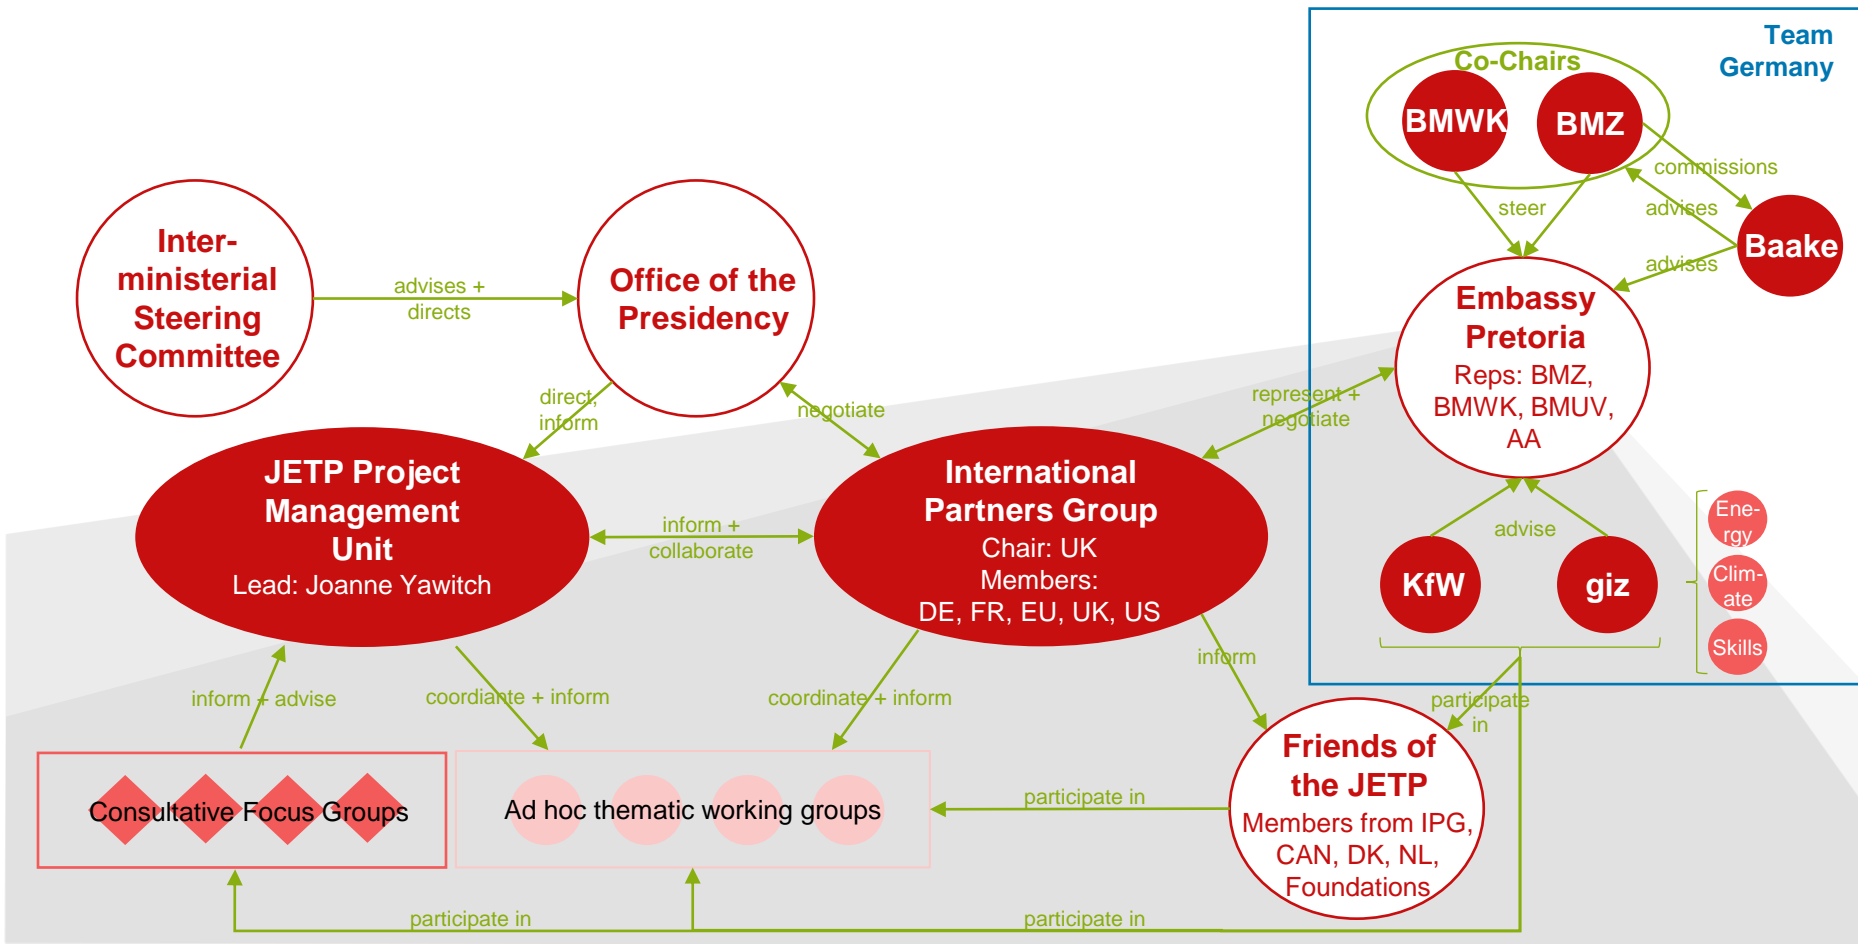 Team
Germany
Co-Chairs
BMWK
BMZ
commissions
steer
advises
Baake
advises
Inter-
ministerial
Steering
Committee
advises +
directs
Office of the
Presidency
Embassy
Pretoria
Reps: BMZ,
BMWK, BMUV,
AA
direct,
inform
negotiate
represent +
negotiate
JETP Project
Management
Unit
Lead: Joanne Yawitch
inform +
collaborate
International
Partners Group
Chair: UK
Members:
DE, FR, EU, UK, US
advise
KfW
giz
Ene-
rgy
Clim-
ate
Skills
inform + advise
coordiante + inform
coordinate + inform
inform
participate
in
Consultative Focus Groups
Ad hoc thematic working groups
participate in
Friends of
the JETP
Members from IPG,
CAN, DK, NL,
Foundations
participate in
participate in